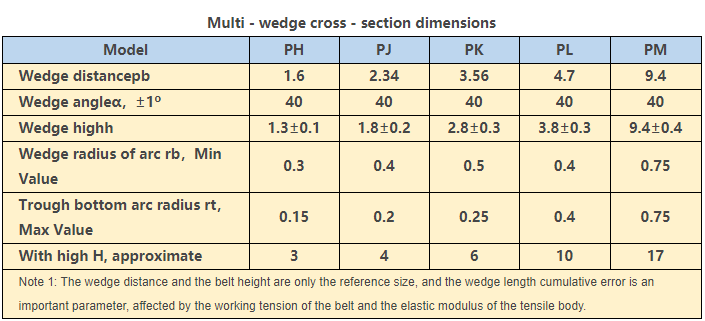 Multi - wedge cross - section dimensions
Model PH PJ PK PL PM
Wedge distancepb 1.6 2.34 3.56 4.7 9.4
Wedge angleα, ±1º 40 40 40 40 40
Wedge highh 1.3±0.1 1.8±0.2 2.8±0.3 3.8±0.3 9.4±0.4
Wedge radius of arc rb, Min
Value 0.3 0.4 0.5 0.4 0.75
Trough bottom arc radius rt,
Max Value 0.15 0.2 0.25 0.4 0.75
With high H, approximate 3 4 6 10 17
Note 1: The wedge distance and the belt height are only the reference size, and the wedge length cumulative error is an
important parameter, affected by the working tension of the belt and the elastic modulus of the tensile body.